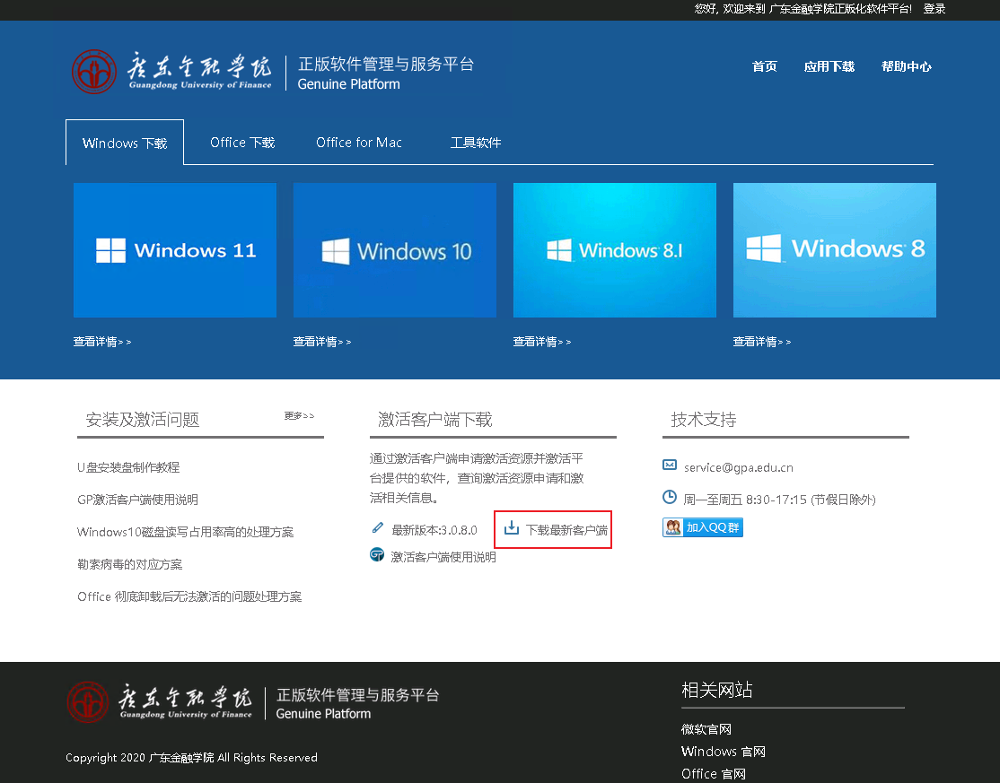 您好, 欢迎来到 广东金融学院正版化软件平台! 登录
广东金融学院 正版软件管理与服务平台
Guangdong University of Finance Genuine Platform
首页 应用下载 帮助中心
Windows 下载 Office 下载 Office for Mac 工具软件
Windows 11 Windows 10 Windows 8.1 Windows 8
查看详情>> 查看详情>> 查看详情>> 查看详情>>
安装及激活问题 更多>>
U盘安装盘制作教程
GP激活客户端使用说明
Windows10磁盘读写占用率高的处理方案
勒索病毒的对应方案
Office 彻底卸载后无法激活的问题处理方案
激活客户端下载
通过激活客户端申请激活资源并激活平
台提供的软件，查询激活资源申请和激
活相关信息。
最新版本:3.0.8.0 下载最新客户端
GP 激活客户端使用说明
技术支持
service@gpa.edu.cn
周一至周五 8:30-17:15 (节假日除外)
加入QQ群
广东金融学院 正版软件管理与服务平台
Guangdong University of Finance Genuine Platform
Copyright 2020 广东金融学院 All Rights Reserved
相关网站
微软官网
Windows 官网
Office 官网